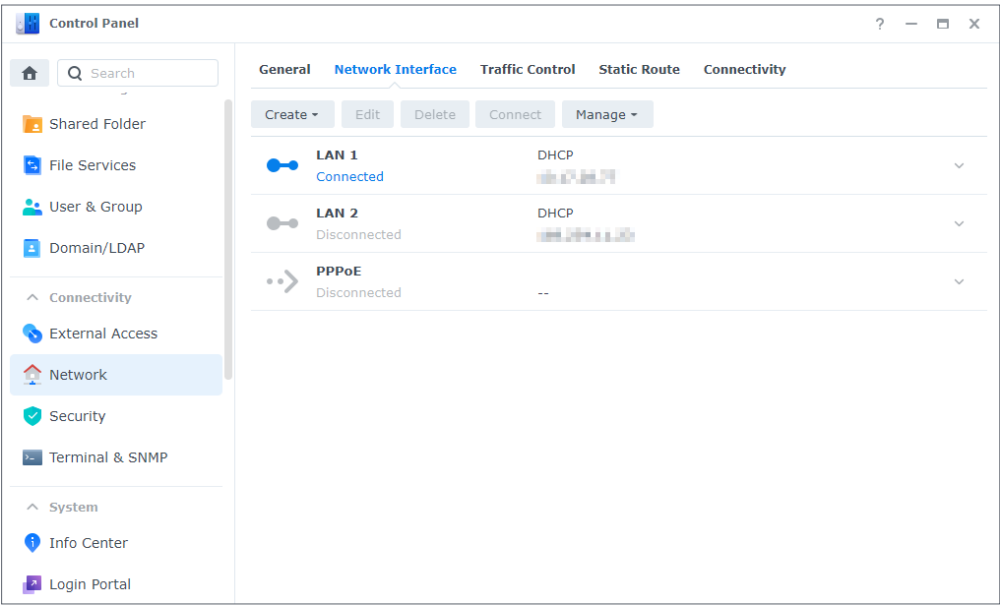 Control Panel
?
Search
Shared Folder
File Services
User & Group
Domain/LDAP
Connectivity
External Access
Network
Security
Terminal & SNMP
System
Info Center
Login Portal
General Network Interface Traffic Control Static Route Connectivity
Create Edit Delete Connect Manage
LAN 1 DHCP
Connected
LAN 2 DHCP
Disconnected
PPPoE
Disconnected --